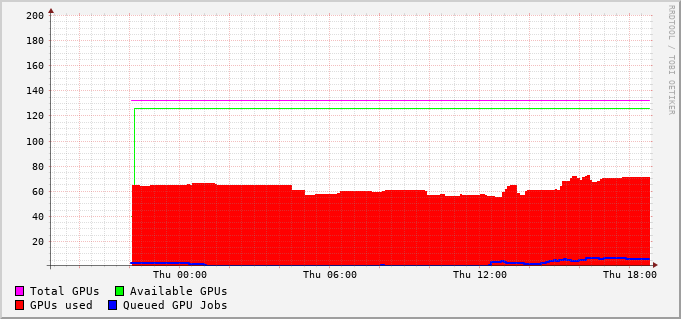 200
180
160
140
120
100
80
60
40
20
Thu 00:00 Thu 06:00 Thu 12:00 Thu 18:00
Total GPUs Available GPUs
GPUs used Queued GPU Jobs
RRDTOOL / TOBI OETIKER